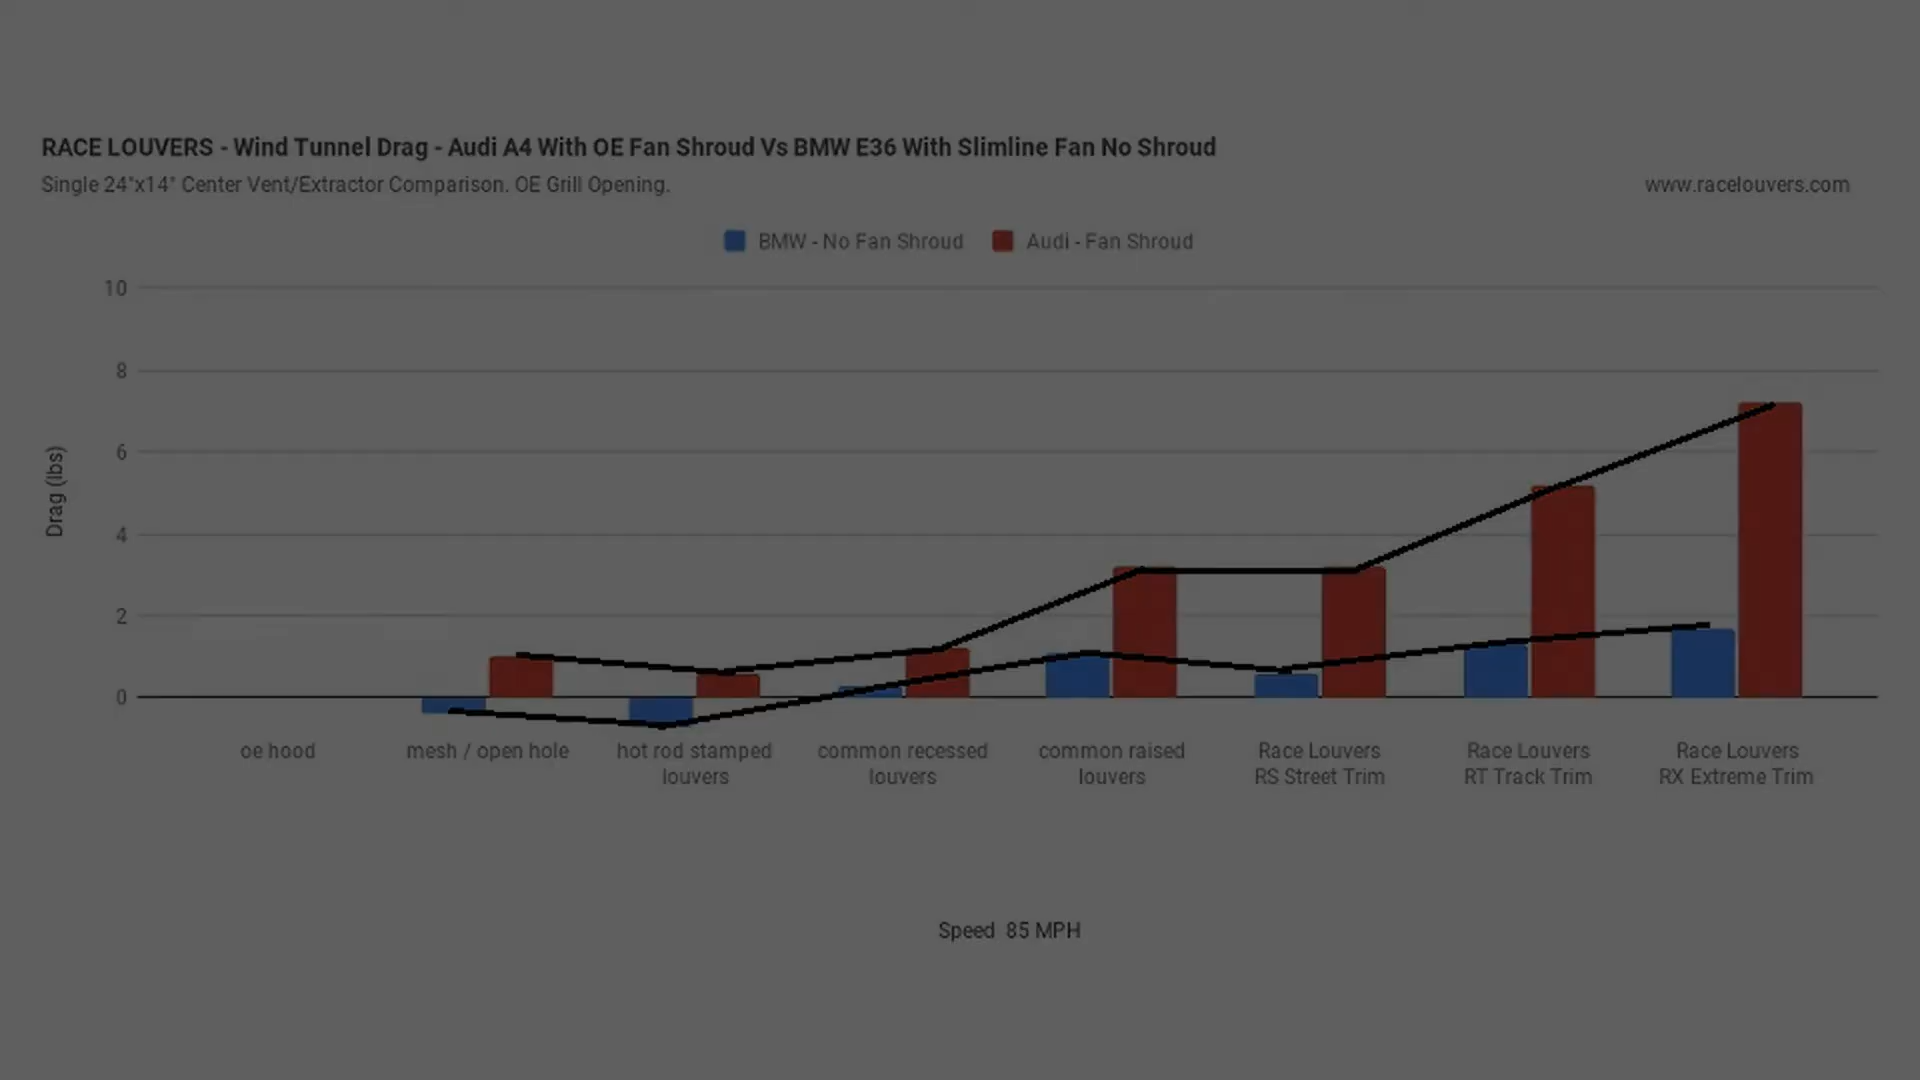 RACE LOUVERS - Wind Tunnel Drag - Audi A4 With OE Fan Shroud Vs BMW E36 With Slimline Fan No Shroud
Single 24"x14" Center Vent/Extractor Comparison. OE Grill Opening.
www.racelouvers.com
BMW - No Fan Shroud
Audi - Fan Shroud
10
8
6
4
2
0
Drag (lbs)
oe hood
mesh / open hole
hot rod stamped
louvers
common recessed
louvers
common raised
louvers
Race Louvers
RS Street Trim
Race Louvers
RT Track Trim
Race Louvers
RX Extreme Trim
Speed  85 MPH